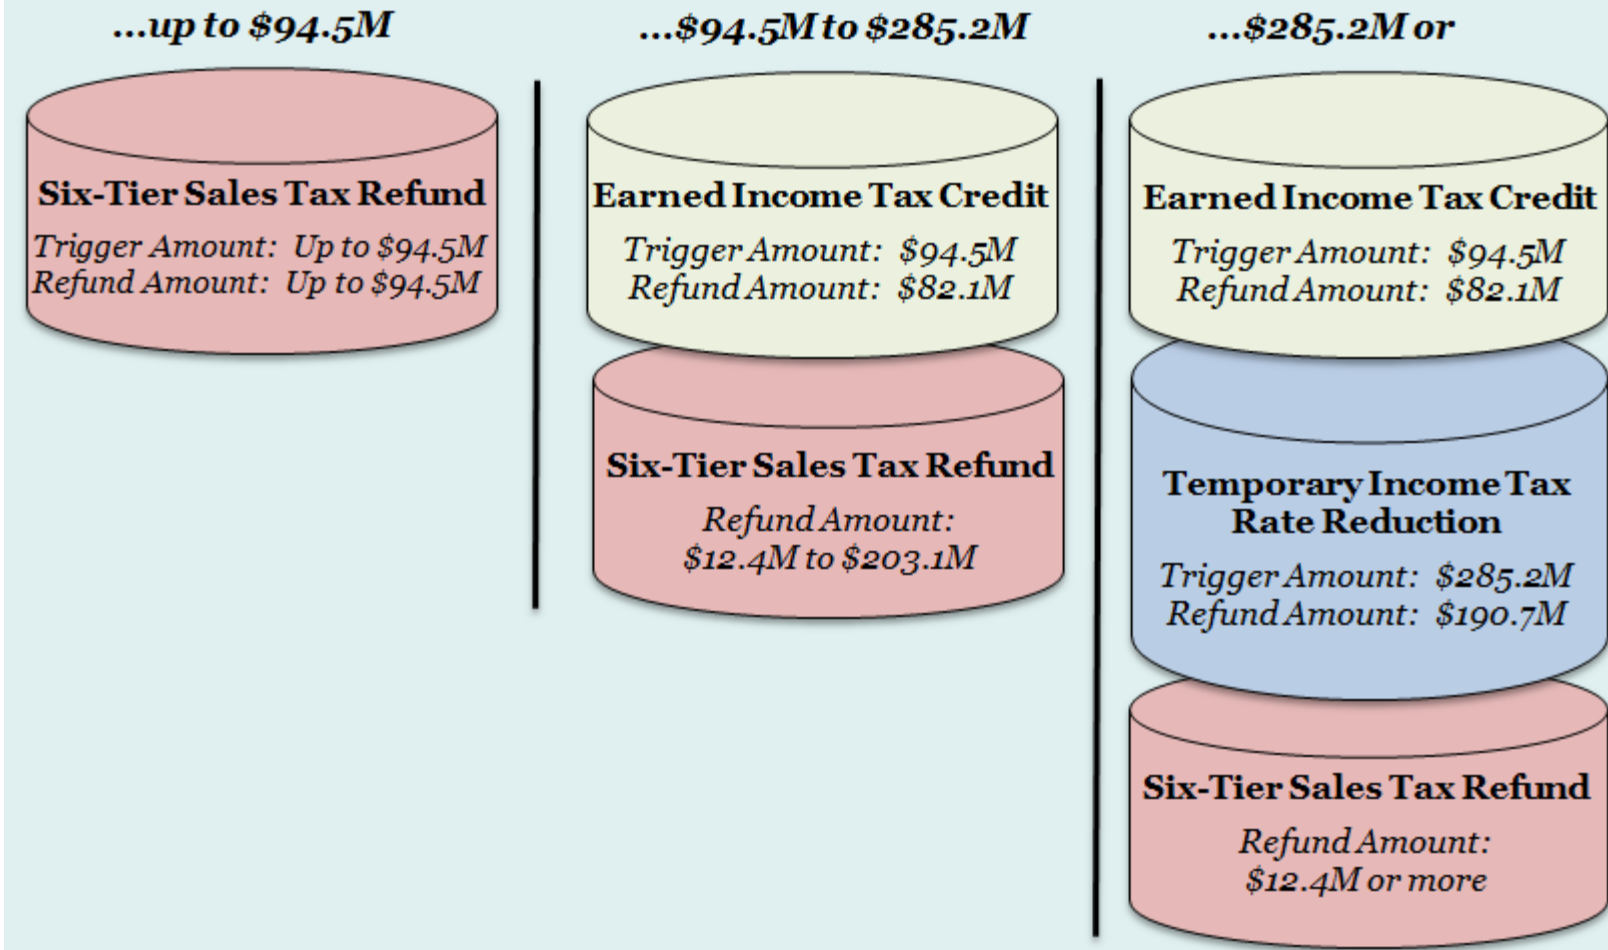 ...up to $94.5M
Six-Tier Sales Tax Refund
Trigger Amount: Up to $94.5M
Refund Amount: Up to $94.5M
...$94.5M to $285.2M
Earned Income Tax Credit
Trigger Amount: $94.5M
Refund Amount: $82.1M
Six-Tier Sales Tax Refund
Refund Amount:
$12.4M to $203.1M
...$285.2M or
Earned Income Tax Credit
Trigger Amount: $94.5M
Refund Amount: $82.1M
Temporary Income Tax
Rate Reduction
Trigger Amount: $285.2M
Refund Amount: $190.7M
Six-Tier Sales Tax Refund
Refund Amount:
$12.4M or more